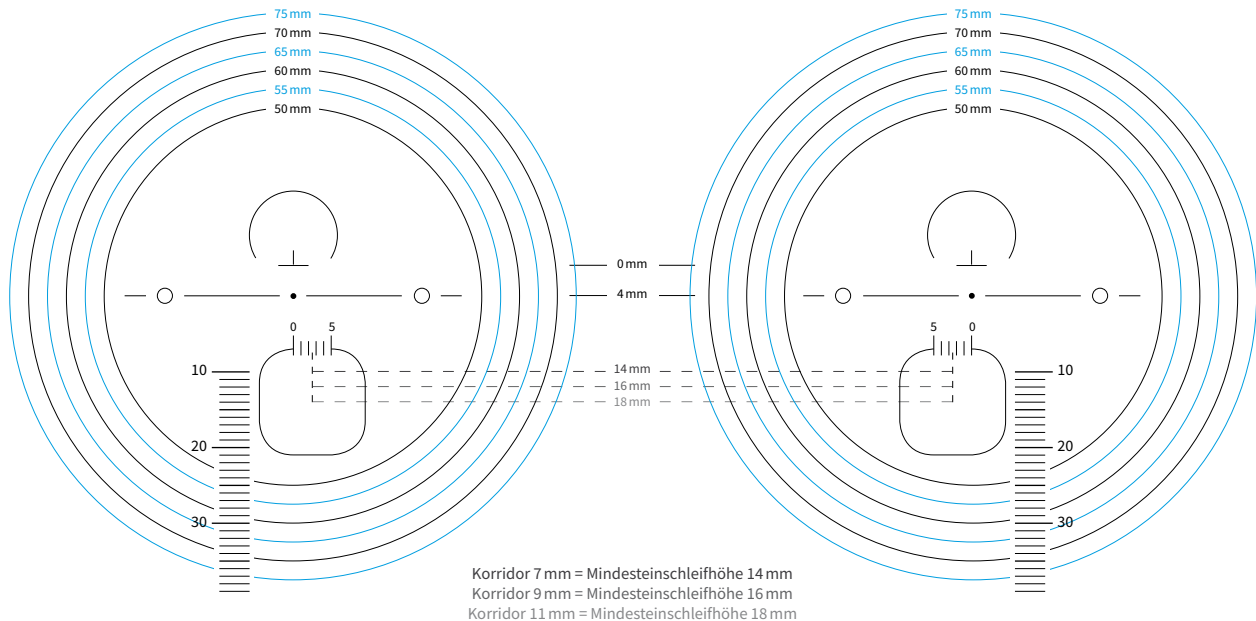 75 mm 75 mm
70 mm 70 mm
65 mm 65 mm
60 mm 60 mm
55 mm 55 mm
50 mm 50 mm
0 mm
4 mm
0 5 5 0
10 14 mm 10
16 mm
18 mm
20 20
30 30
Korridor 7 mm = Mindesteinschleifhöhe 14 mm
Korridor 9 mm = Mindesteinschleifhöhe 16 mm
Korridor 11 mm = Mindesteinschleifhöhe 18 mm